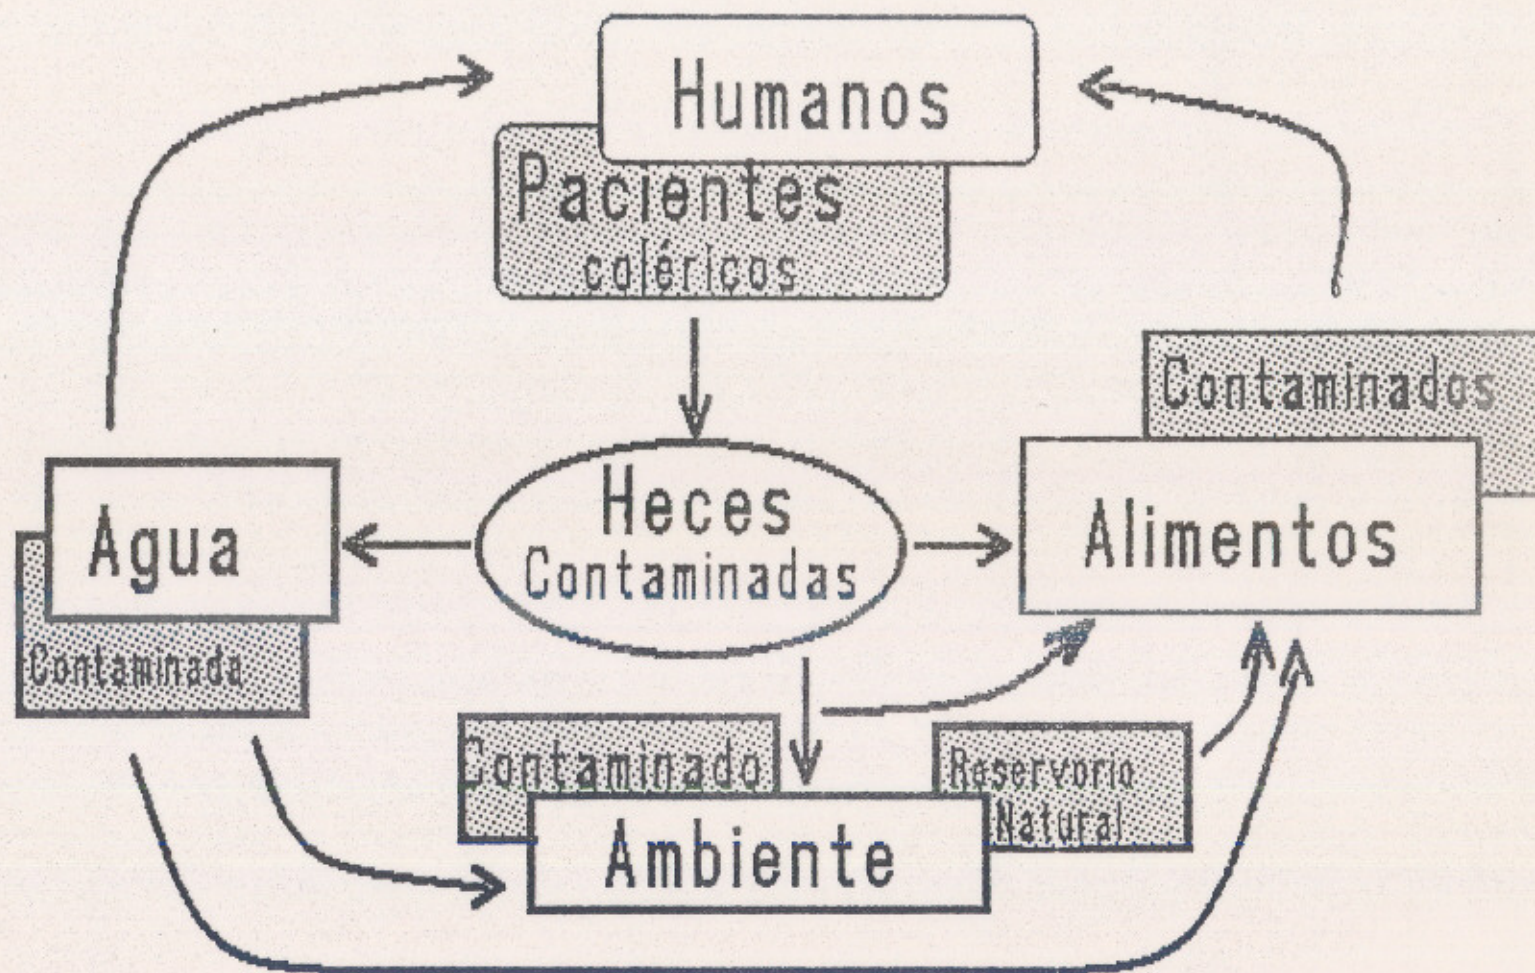 Humanos
Pacientes
coléricos
Contaminados
Agua
Heces
Contaminadas
Alimentos
Contaminada
Contaminado
Reservorio
Natural
Ambiente